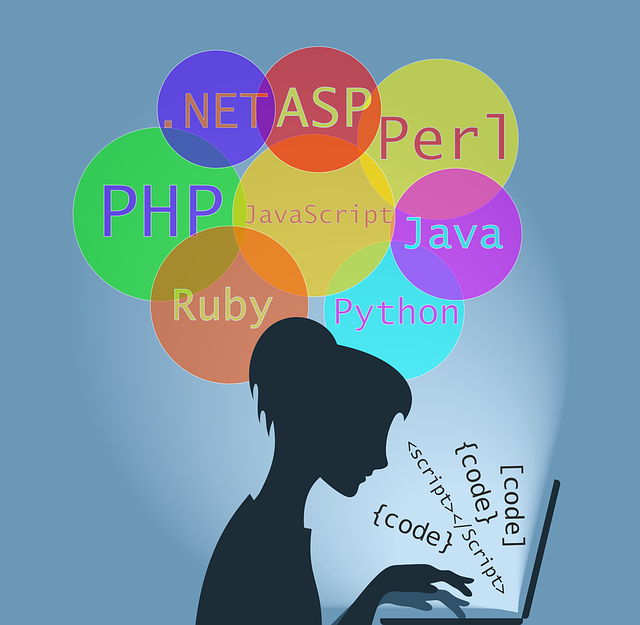 .NET
ASP
Perl
PHP
JavaScript
Java
Ruby
Python
<script></script>
{code}
[code]
{code}